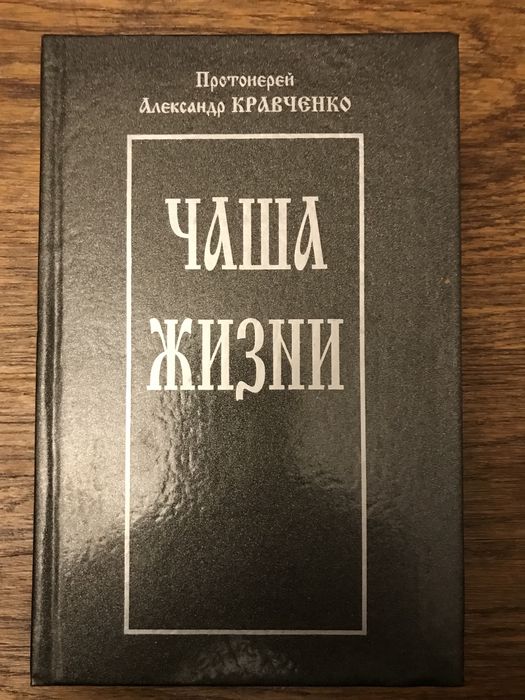 Протоиерей
Александр КРАВЧЕНКО
ЧАША
ЖИЗНИ